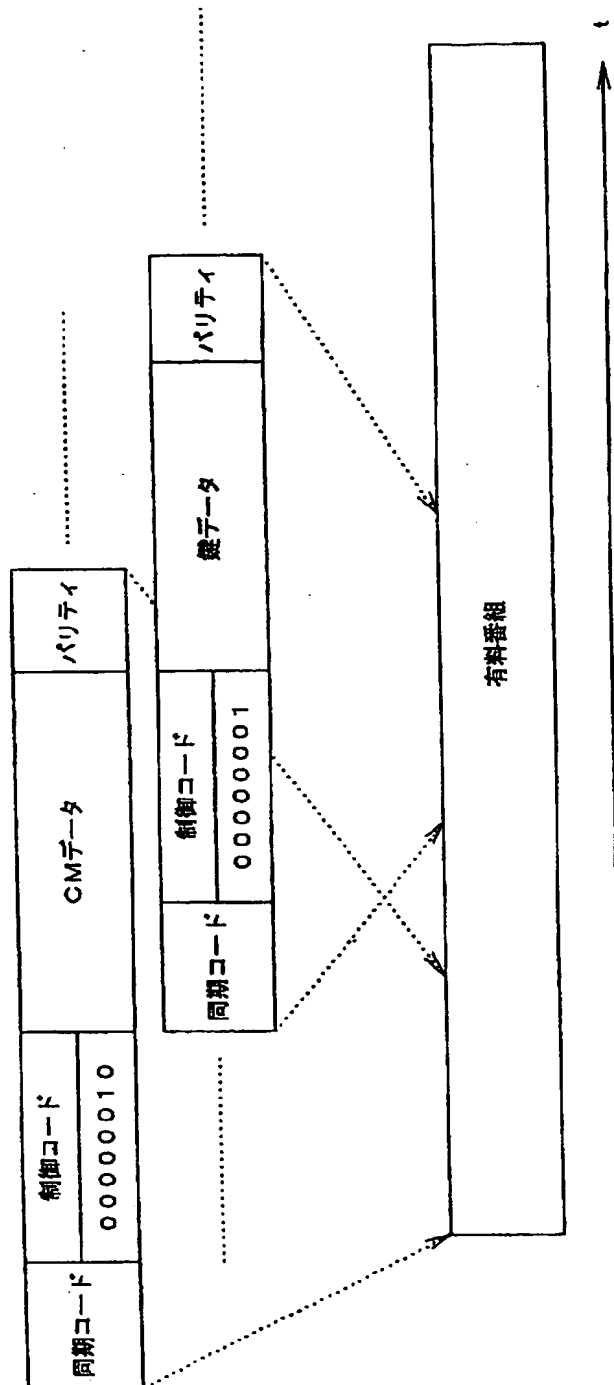 同期コード
制御コード
00000010
CMデータ
パリティ
同期コード
制御コード
00000001
鍵データ
パリティ
有料番組
t